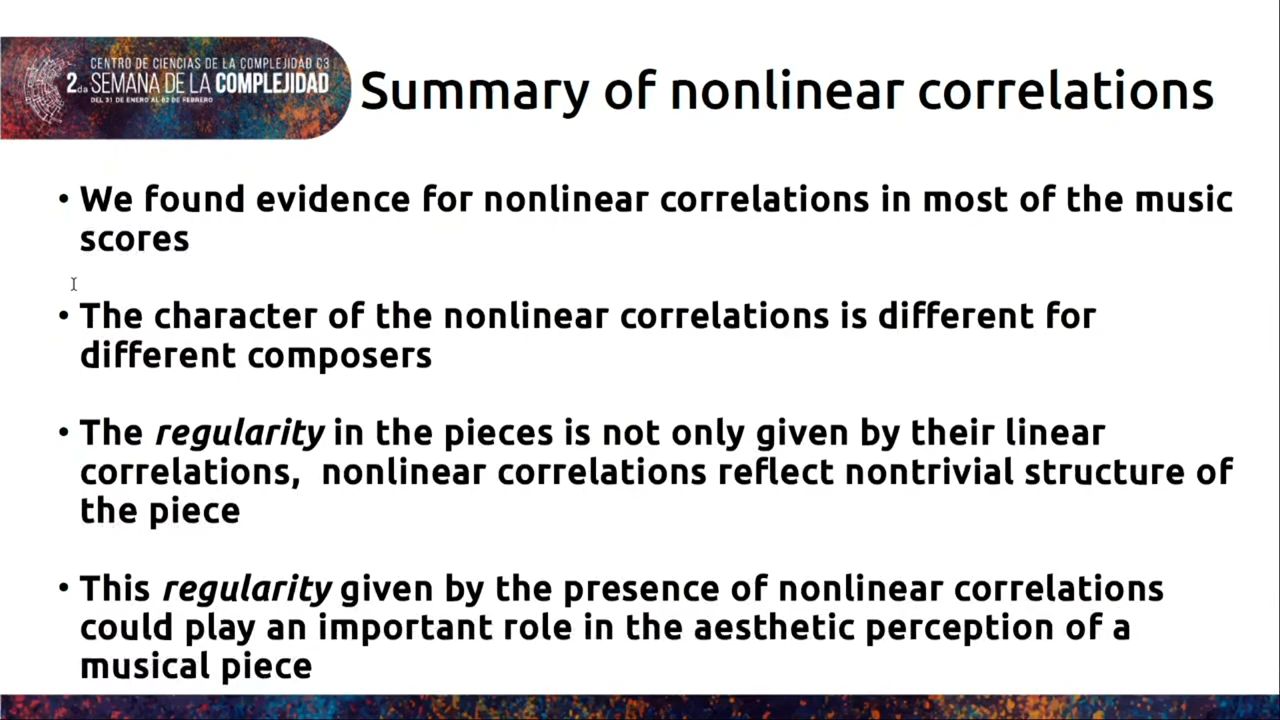 CENTRO DE CIENCIAS DE LA COMPLEJIDAD C3
2.da SEMANA DE LA COMPLEJIDAD
DEL 31 DE ENERO AL 02 DE FEBRERO
Summary of nonlinear correlations
• We found evidence for nonlinear correlations in most of the music
scores
• The character of the nonlinear correlations is different for
different composers
• The regularity in the pieces is not only given by their linear
correlations, nonlinear correlations reflect nontrivial structure of
the piece
• This regularity given by the presence of nonlinear correlations
could play an important role in the aesthetic perception of a
musical piece